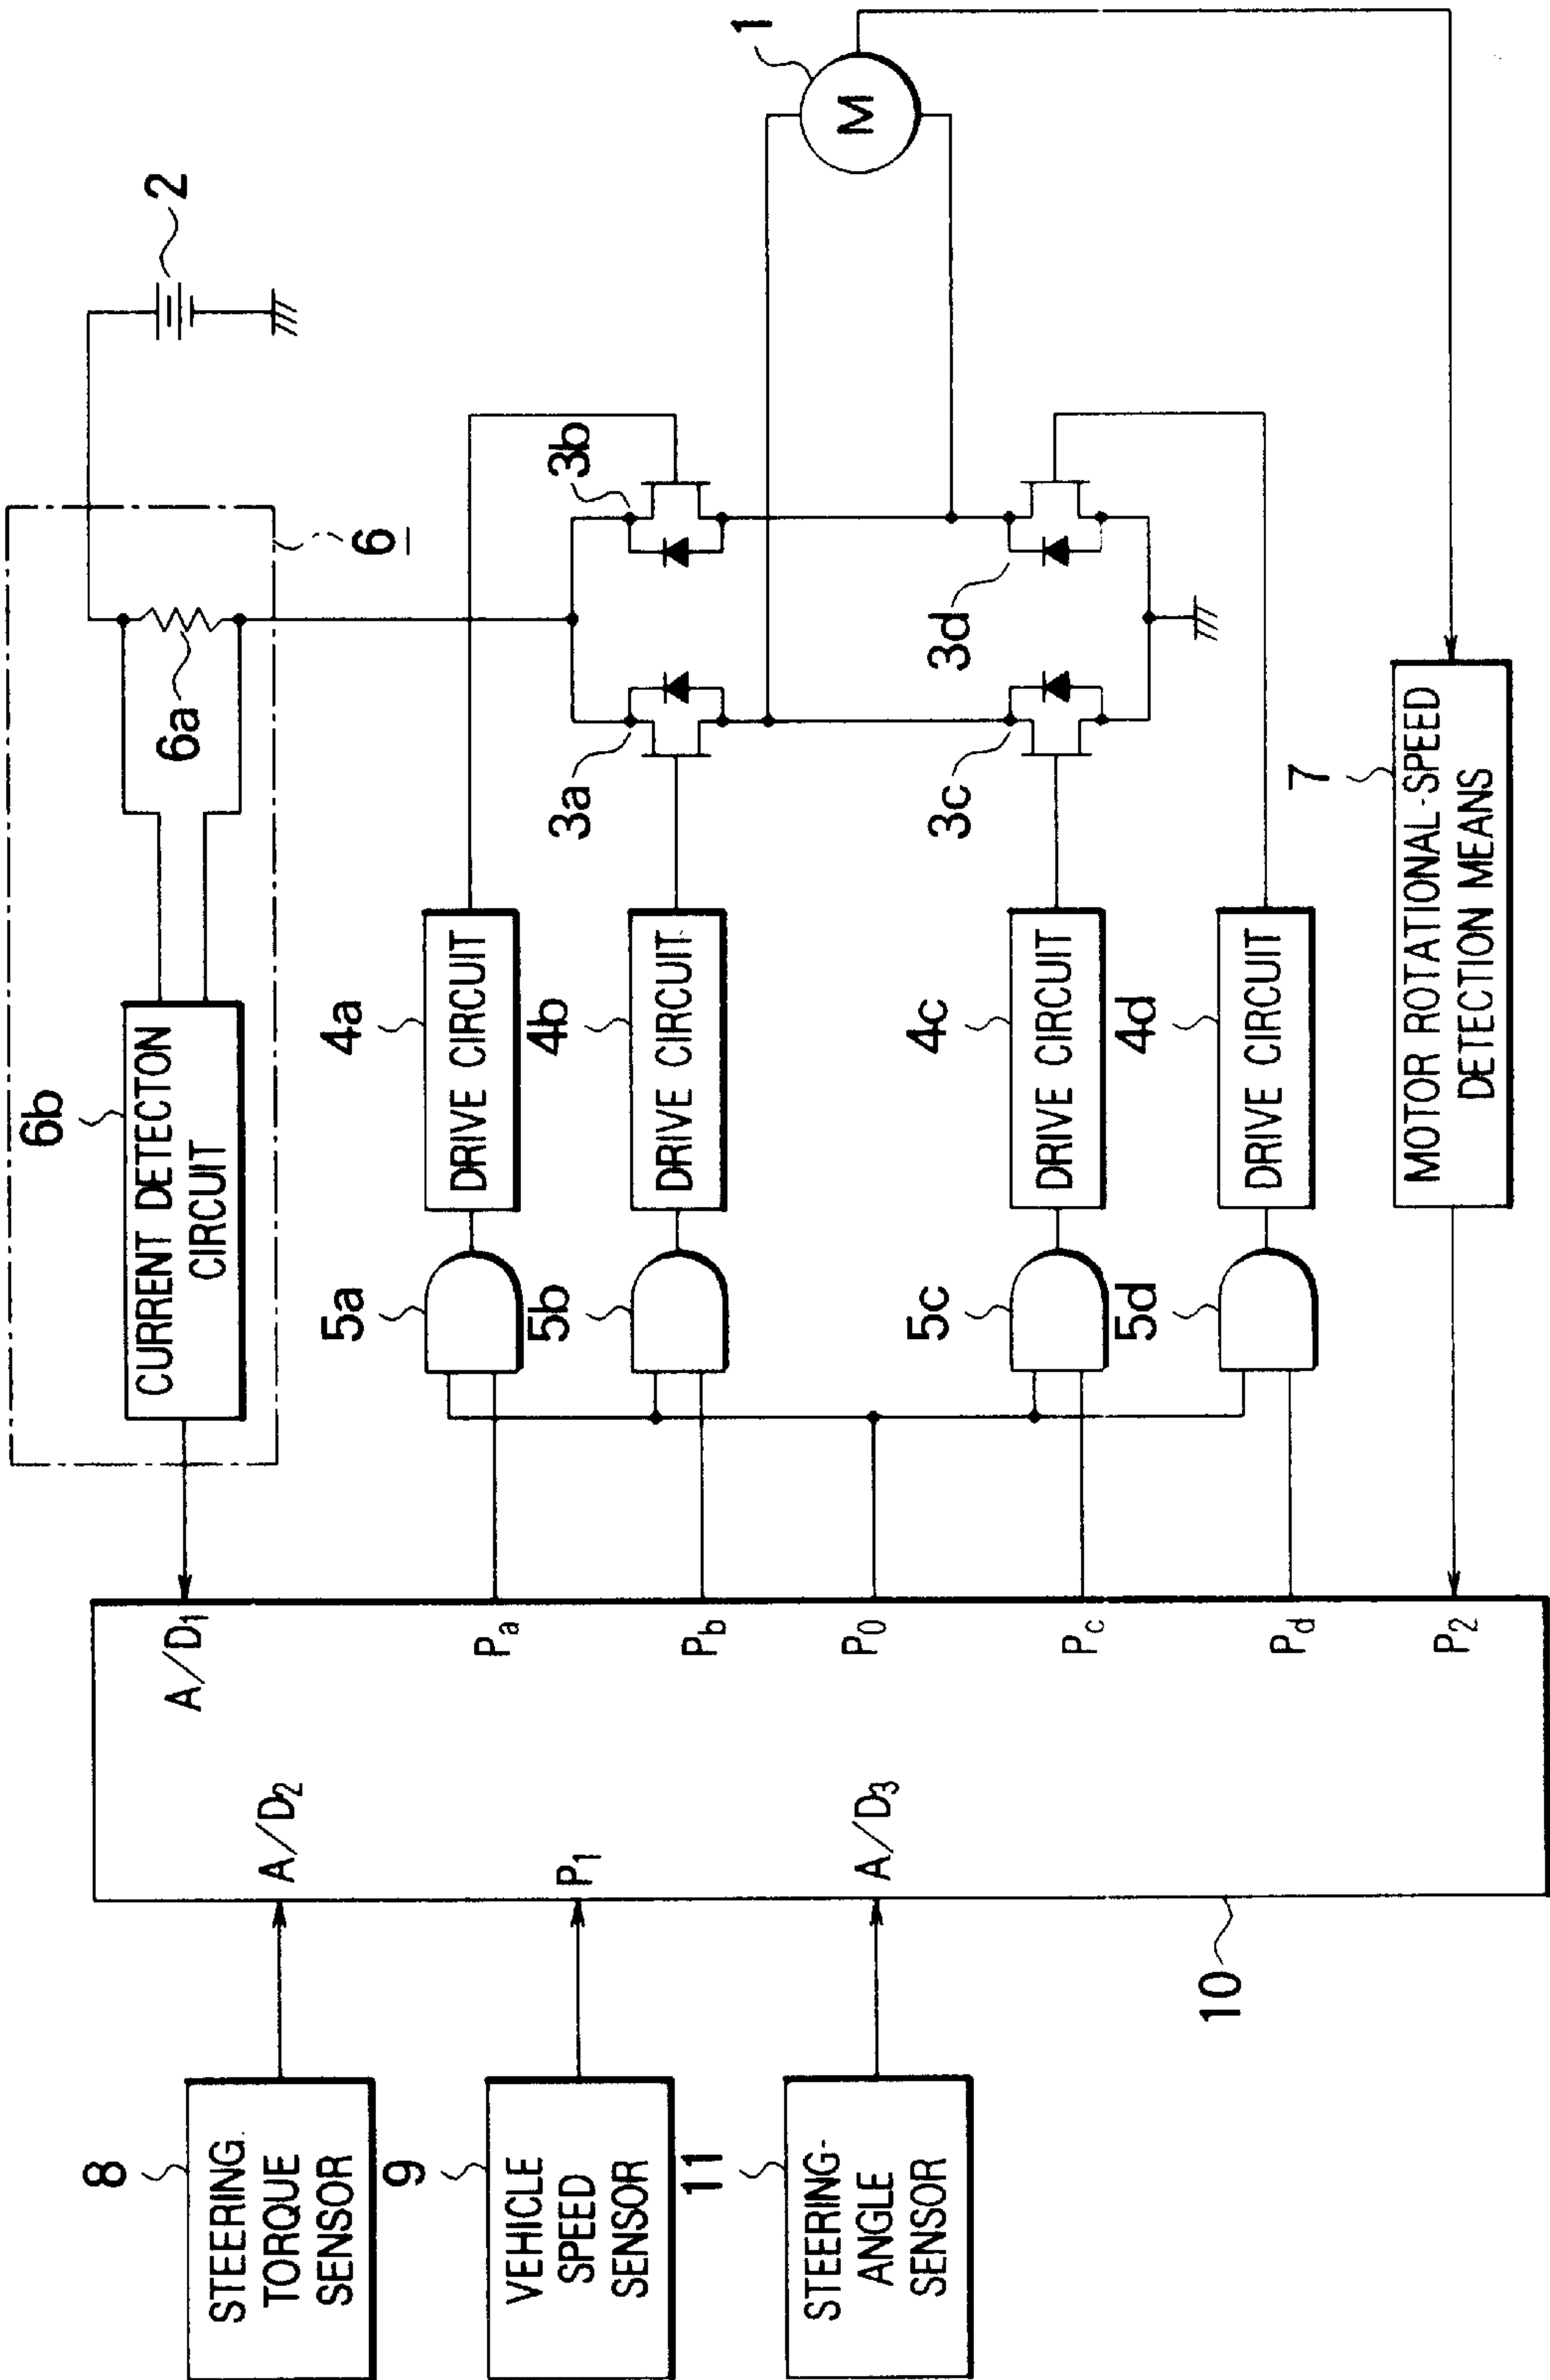 8
STEERING
TORQUE
SENSOR
9
VEHICLE
SPEED
SENSOR
11
STEERING-
ANGLE
SENSOR
10
A/D2
P1
A/D3
A/D1
Pa
Pb
P0
Pc
Pd
P2
6b
CURRENT DETECTON
CIRCUIT
6a
6
2
5a
5b
5c
5d
4a
DRIVE CIRCUIT
4b
DRIVE CIRCUIT
4c
DRIVE CIRCUIT
4d
DRIVE CIRCUIT
3a
3b
3c
3d
7
MOTOR ROTATIONAL-SPEED
DETECTION MEANS
1
M